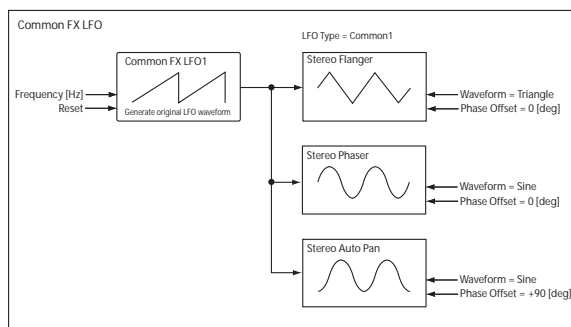 Common FX LFO
LFO Type = Common1
Common FX LFO1
Generate original LFO waveform
Frequency [Hz]
Reset
Stereo Flanger
Waveform = Triangle
Phase Offset = 0 [deg]
Stereo Phaser
Waveform = Sine
Phase Offset = 0 [deg]
Stereo Auto Pan
Waveform = Sine
Phase Offset = +90 [deg]